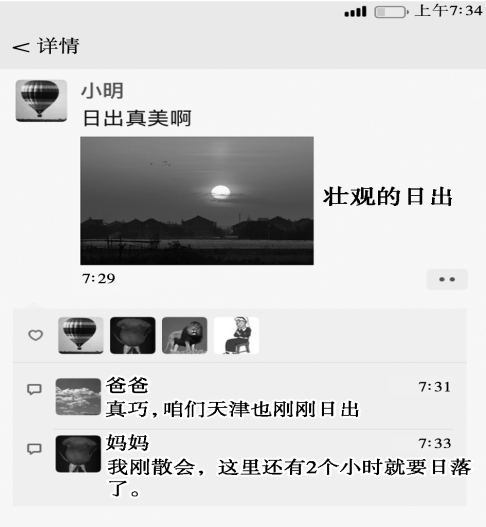 上午7:34
< 详情
小明
日出真美啊
壮观的日出
7:29
爸爸 7:31
真巧,咱们天津也刚刚日出
妈妈 7:33
我刚散会，这里还有2个小时就要日落
了。